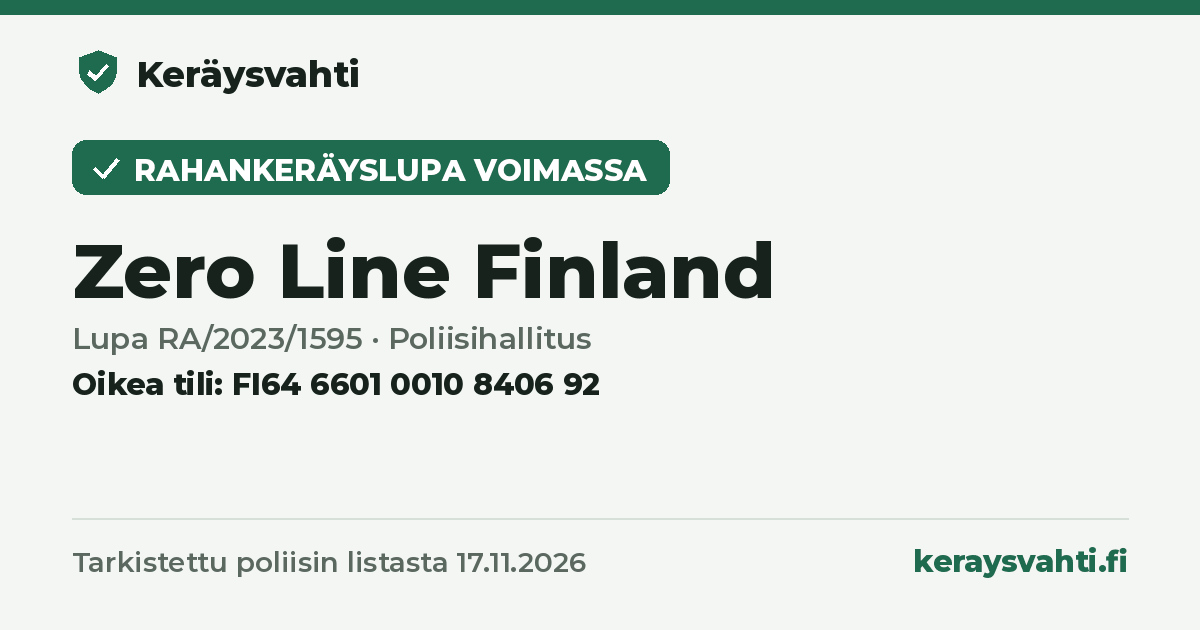 Keräysvahti
RAHANKERÄYSLUPA VOIMASSA
Zero Line Finland
Lupa RA/2023/1595 · Poliisihallitus
Oikea tili: FI64 6601 0010 8406 92
Tarkistettu poliisin listasta 17.11.2026
keraysvahti.fi